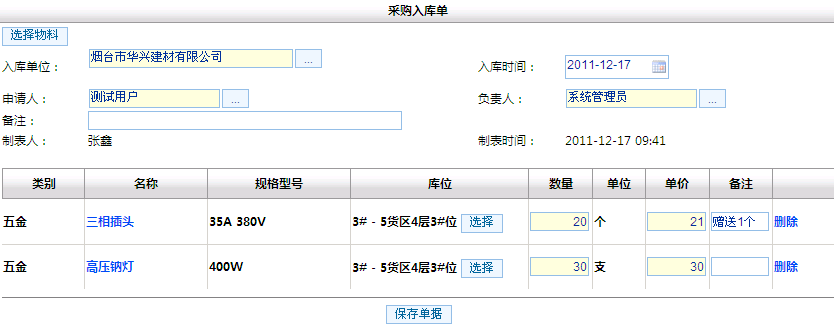 采购入库单
选择物料
入库单位： 烟台市华兴建材有限公司 ... 入库时间： 2011-12-17
申请人： 测试用户 ... 负责人： 系统管理员 ...
备注：
制表人： 张鑫 制表时间： 2011-12-17 09:41
类别 名称 规格型号 库位 数量 单位 单价 备注
五金 三相插头 35A 380V 3# - 5货区4层3#位 选择 20 个 21 赠送1个 删除
五金 高压钠灯 400W 3# - 5货区4层3#位 选择 30 支 30 删除
保存单据